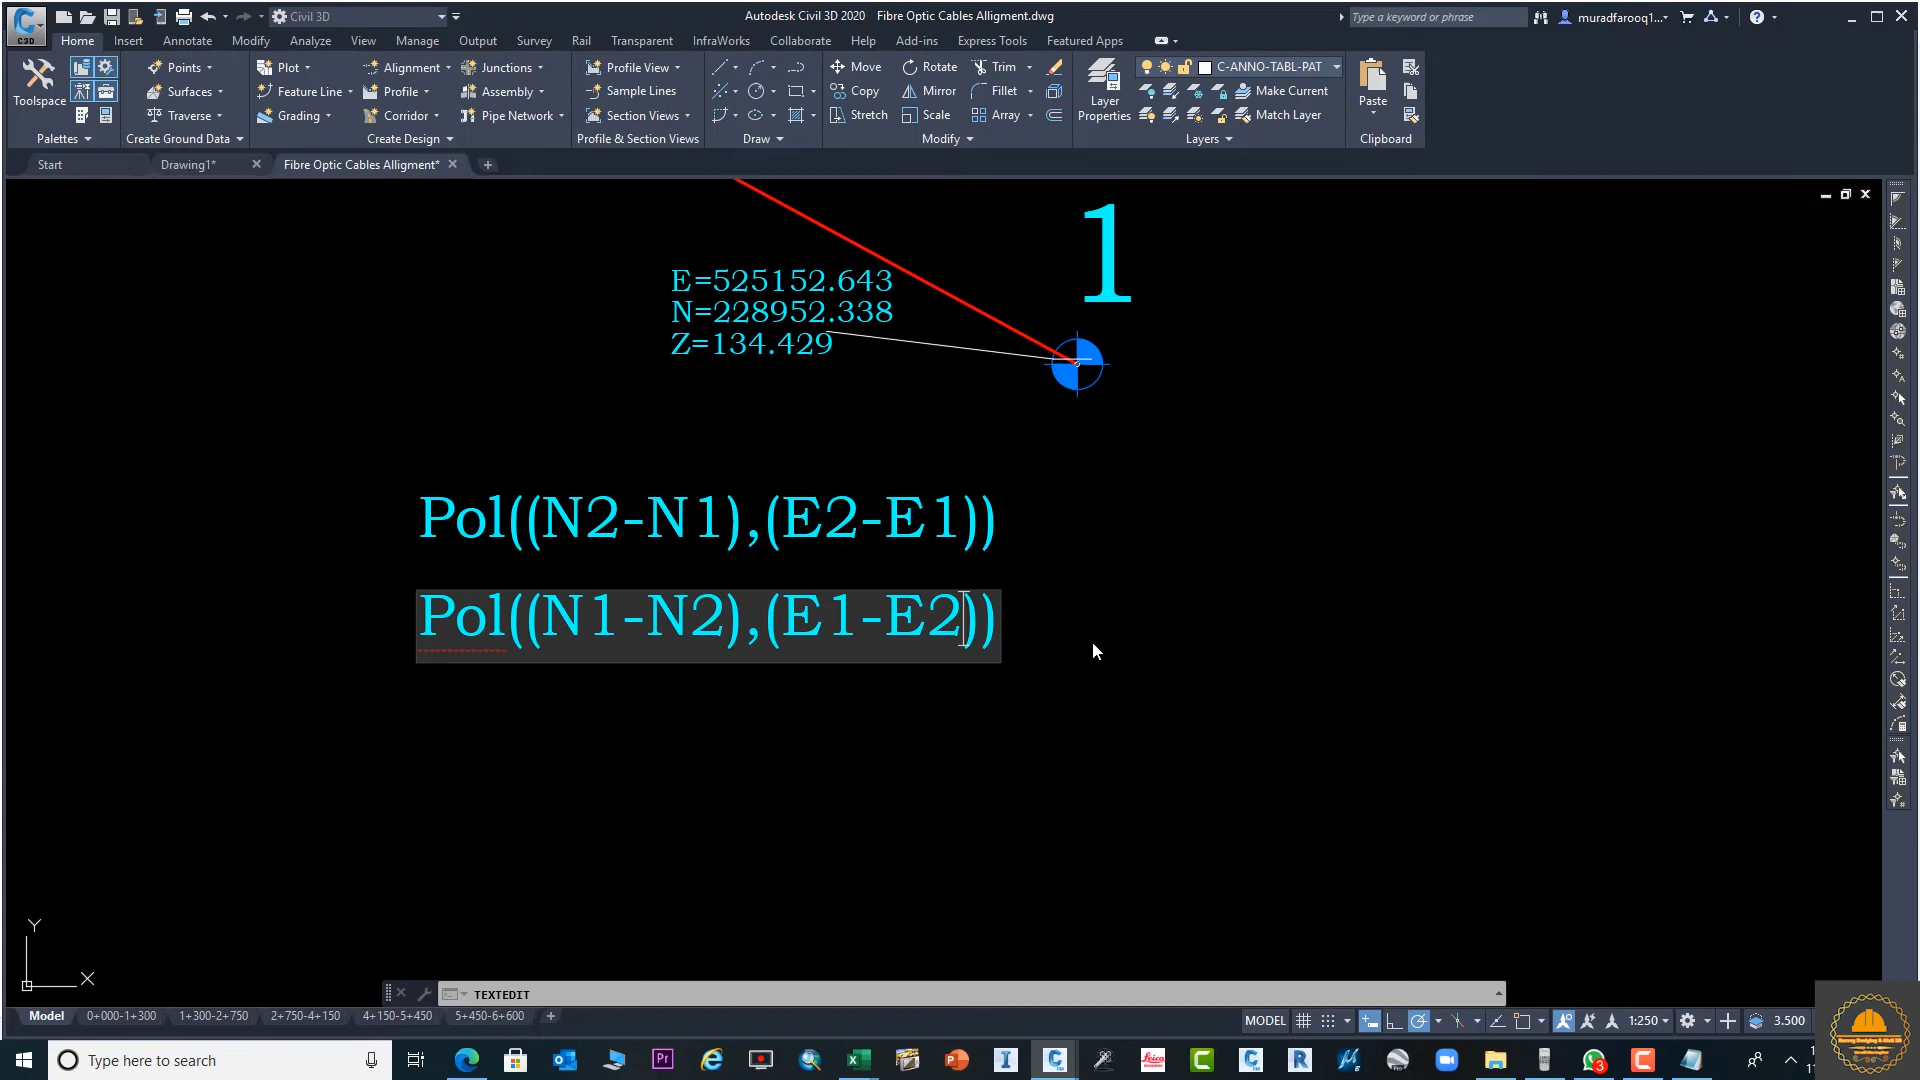 Civil 3D
Autodesk Civil 3D 2020 Fibre Optic Cables Alligment.dwg
Type a keyword or phrase
muradfarooq1...
C3D
Home Insert Annotate Modify Analyze View Manage Output Survey Rail Transparent InfraWorks Collaborate Help Add-ins Express Tools Featured Apps
Toolspace
Points
Surfaces
Traverse
Plot
Feature Line
Grading
Alignment
Profile
Corridor
Junctions
Assembly
Pipe Network
Profile View
Sample Lines
Section Views
Move
Copy
Stretch
Rotate
Mirror
Scale
Trim
Fillet
Array
Layer
Properties
C-ANNO-TABL-PAT
Make Current
Match Layer
Paste
Palettes
Create Ground Data
Create Design
Profile & Section Views
Draw
Modify
Layers
Clipboard
Start Drawing1* Fibre Optic Cables Alligment*
1
E=525152.643
N=228952.338
Z=134.429
Pol((N2-N1),(E2-E1))
Pol((N1-N2),(E1-E2))
Y
X
TEXTEDIT
Model 0+000-1+300 1+300-2+750 2+750-4+150 4+150-5+450 5+450-6+600
MODEL
1:250
3.500
Type here to search
3